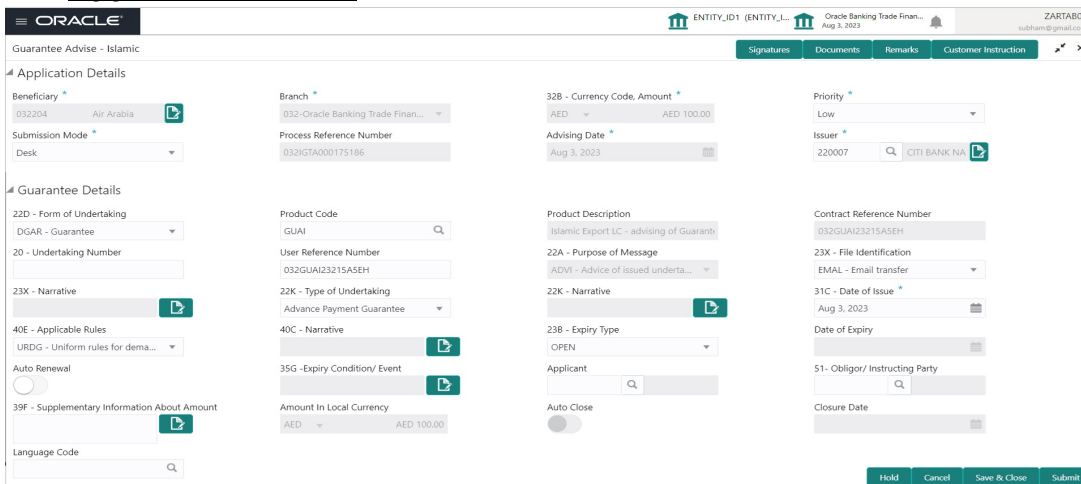 ORACLE
ENTITY_ID1 (ENTITY_I...
Oracle Banking Trade Finan...
Aug 3, 2023
ZARTAB0
subham@gmail.co
Guarantee Advise - Islamic
Signatures Documents Remarks Customer Instruction
Application Details
Beneficiary * Branch * 32B - Currency Code, Amount * Priority *
032204 Air Arabia 032-Oracle Banking Trade Finan... AED AED 100.00 Low
Submission Mode * Process Reference Number Advising Date * Issuer *
Desk 032IGTA000175186 Aug 3, 2023 220007 CITI BANK NA
Guarantee Details
22D - Form of Undertaking Product Code Product Description Contract Reference Number
DGAR - Guarantee GUAI Islamic Export LC - advising of Guarante 032GUAI23215A5EH
20 - Undertaking Number User Reference Number 22A - Purpose of Message 23X - File Identification
032GUAI23215A5EH ADVI - Advice of issued underta... EMAL - Email transfer
23X - Narrative 22K - Type of Undertaking 22K - Narrative 31C - Date of Issue *
Advance Payment Guarantee Aug 3, 2023
40E - Applicable Rules 40C - Narrative 23B - Expiry Type Date of Expiry
URDG - Uniform rules for dema... OPEN
Auto Renewal 35G -Expiry Condition/ Event Applicant 51- Obligor/ Instructing Party
39F - Supplementary Information About Amount Amount In Local Currency Auto Close Closure Date
AED AED 100.00
Language Code
Hold Cancel Save & Close Submit